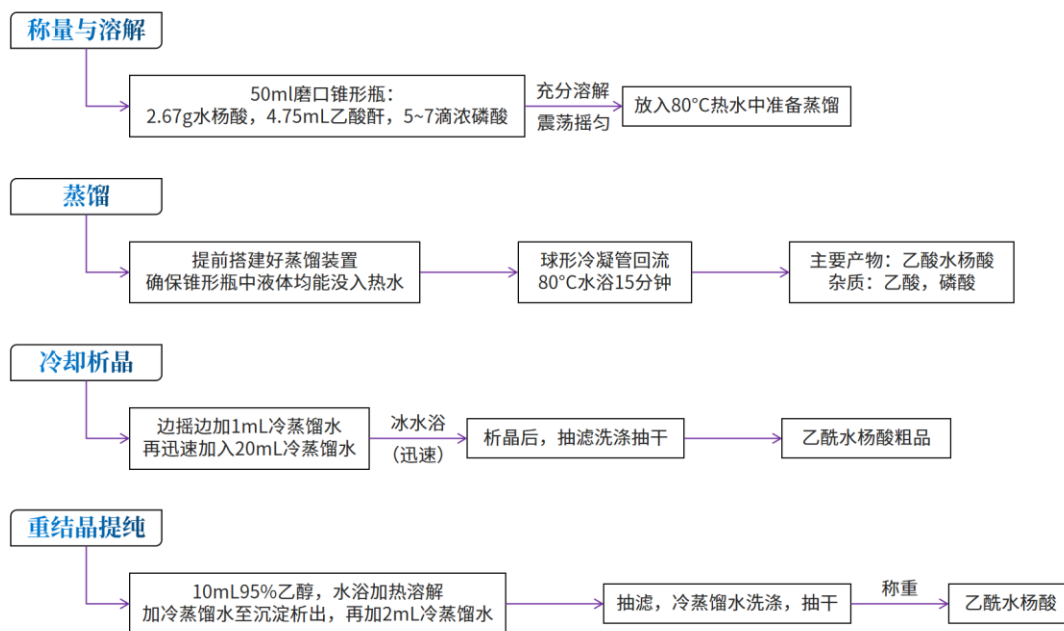 称量与溶解
50ml磨口锥形瓶：
2.67g水杨酸，4.75mL乙酸酐，5~7滴浓磷酸
充分溶解
震荡摇匀
放入80°C热水中准备蒸馏
蒸馏
提前搭建好蒸馏装置
确保锥形瓶中液体均能没入热水
球形冷凝管回流
80°C水浴15分钟
主要产物：乙酸水杨酸
杂质：乙酸，磷酸
冷却析晶
边摇边加1mL冷蒸馏水
再迅速加入20mL冷蒸馏水
冰水浴
（迅速）
析晶后，抽滤洗涤抽干
乙酰水杨酸粗品
重结晶提纯
10mL95%乙醇，水浴加热溶解
加冷蒸馏水至沉淀析出，再加2mL冷蒸馏水
抽滤，冷蒸馏水洗涤，抽干
称重
乙酰水杨酸